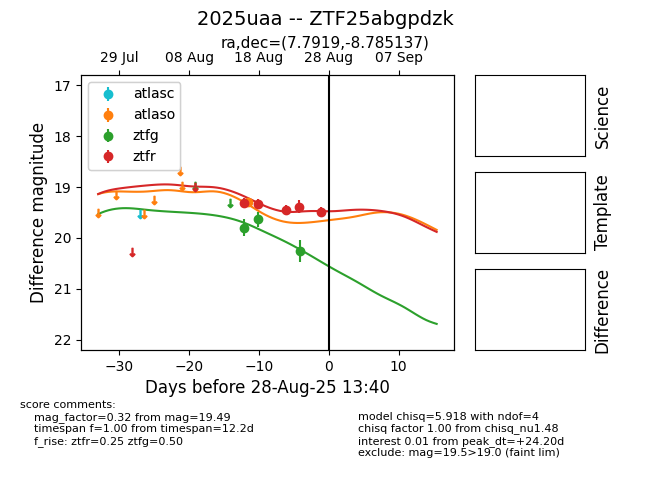 2025uaa -- ZTF25abgpdzk
ra,dec=(7.7919,-8.785137)
29 Jul 08 Aug 18 Aug 28 Aug 07 Sep
17
18
19
20
21
22
Difference magnitude
atlasc
atlaso
ztfg
ztfr
−30 −20 −10 0 10
Days before 28-Aug-25 13:40
Science
Template
Difference
score comments:
mag_factor=0.32 from mag=19.49
timespan f=1.00 from timespan=12.2d
f_rise: ztfr=0.25 ztfg=0.50
model chisq=5.918 with ndof=4
chisq factor 1.00 from chisq_nu1.48
interest 0.01 from peak_dt=+24.20d
exclude: mag=19.5>19.0 (faint lim)